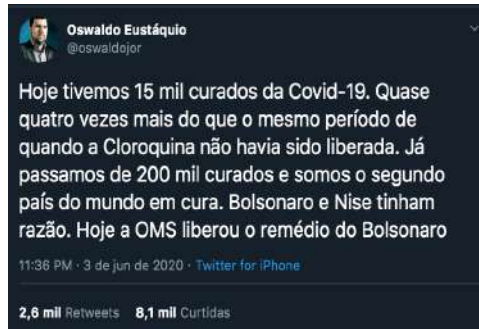 Oswaldo Eustáquio
@oswaldojor
Hoje tivemos 15 mil curados da Covid-19. Quase
quatro vezes mais do que o mesmo período de
quando a Cloroquina não havia sido liberada. Já
passamos de 200 mil curados e somos o segundo
país do mundo em cura. Bolsonaro e Nise tinham
razão. Hoje a OMS liberou o remédio do Bolsonaro
11:36 PM · 3 de jun de 2020 · Twitter for iPhone
2,6 mil Retweets 8,1 mil Curtidas